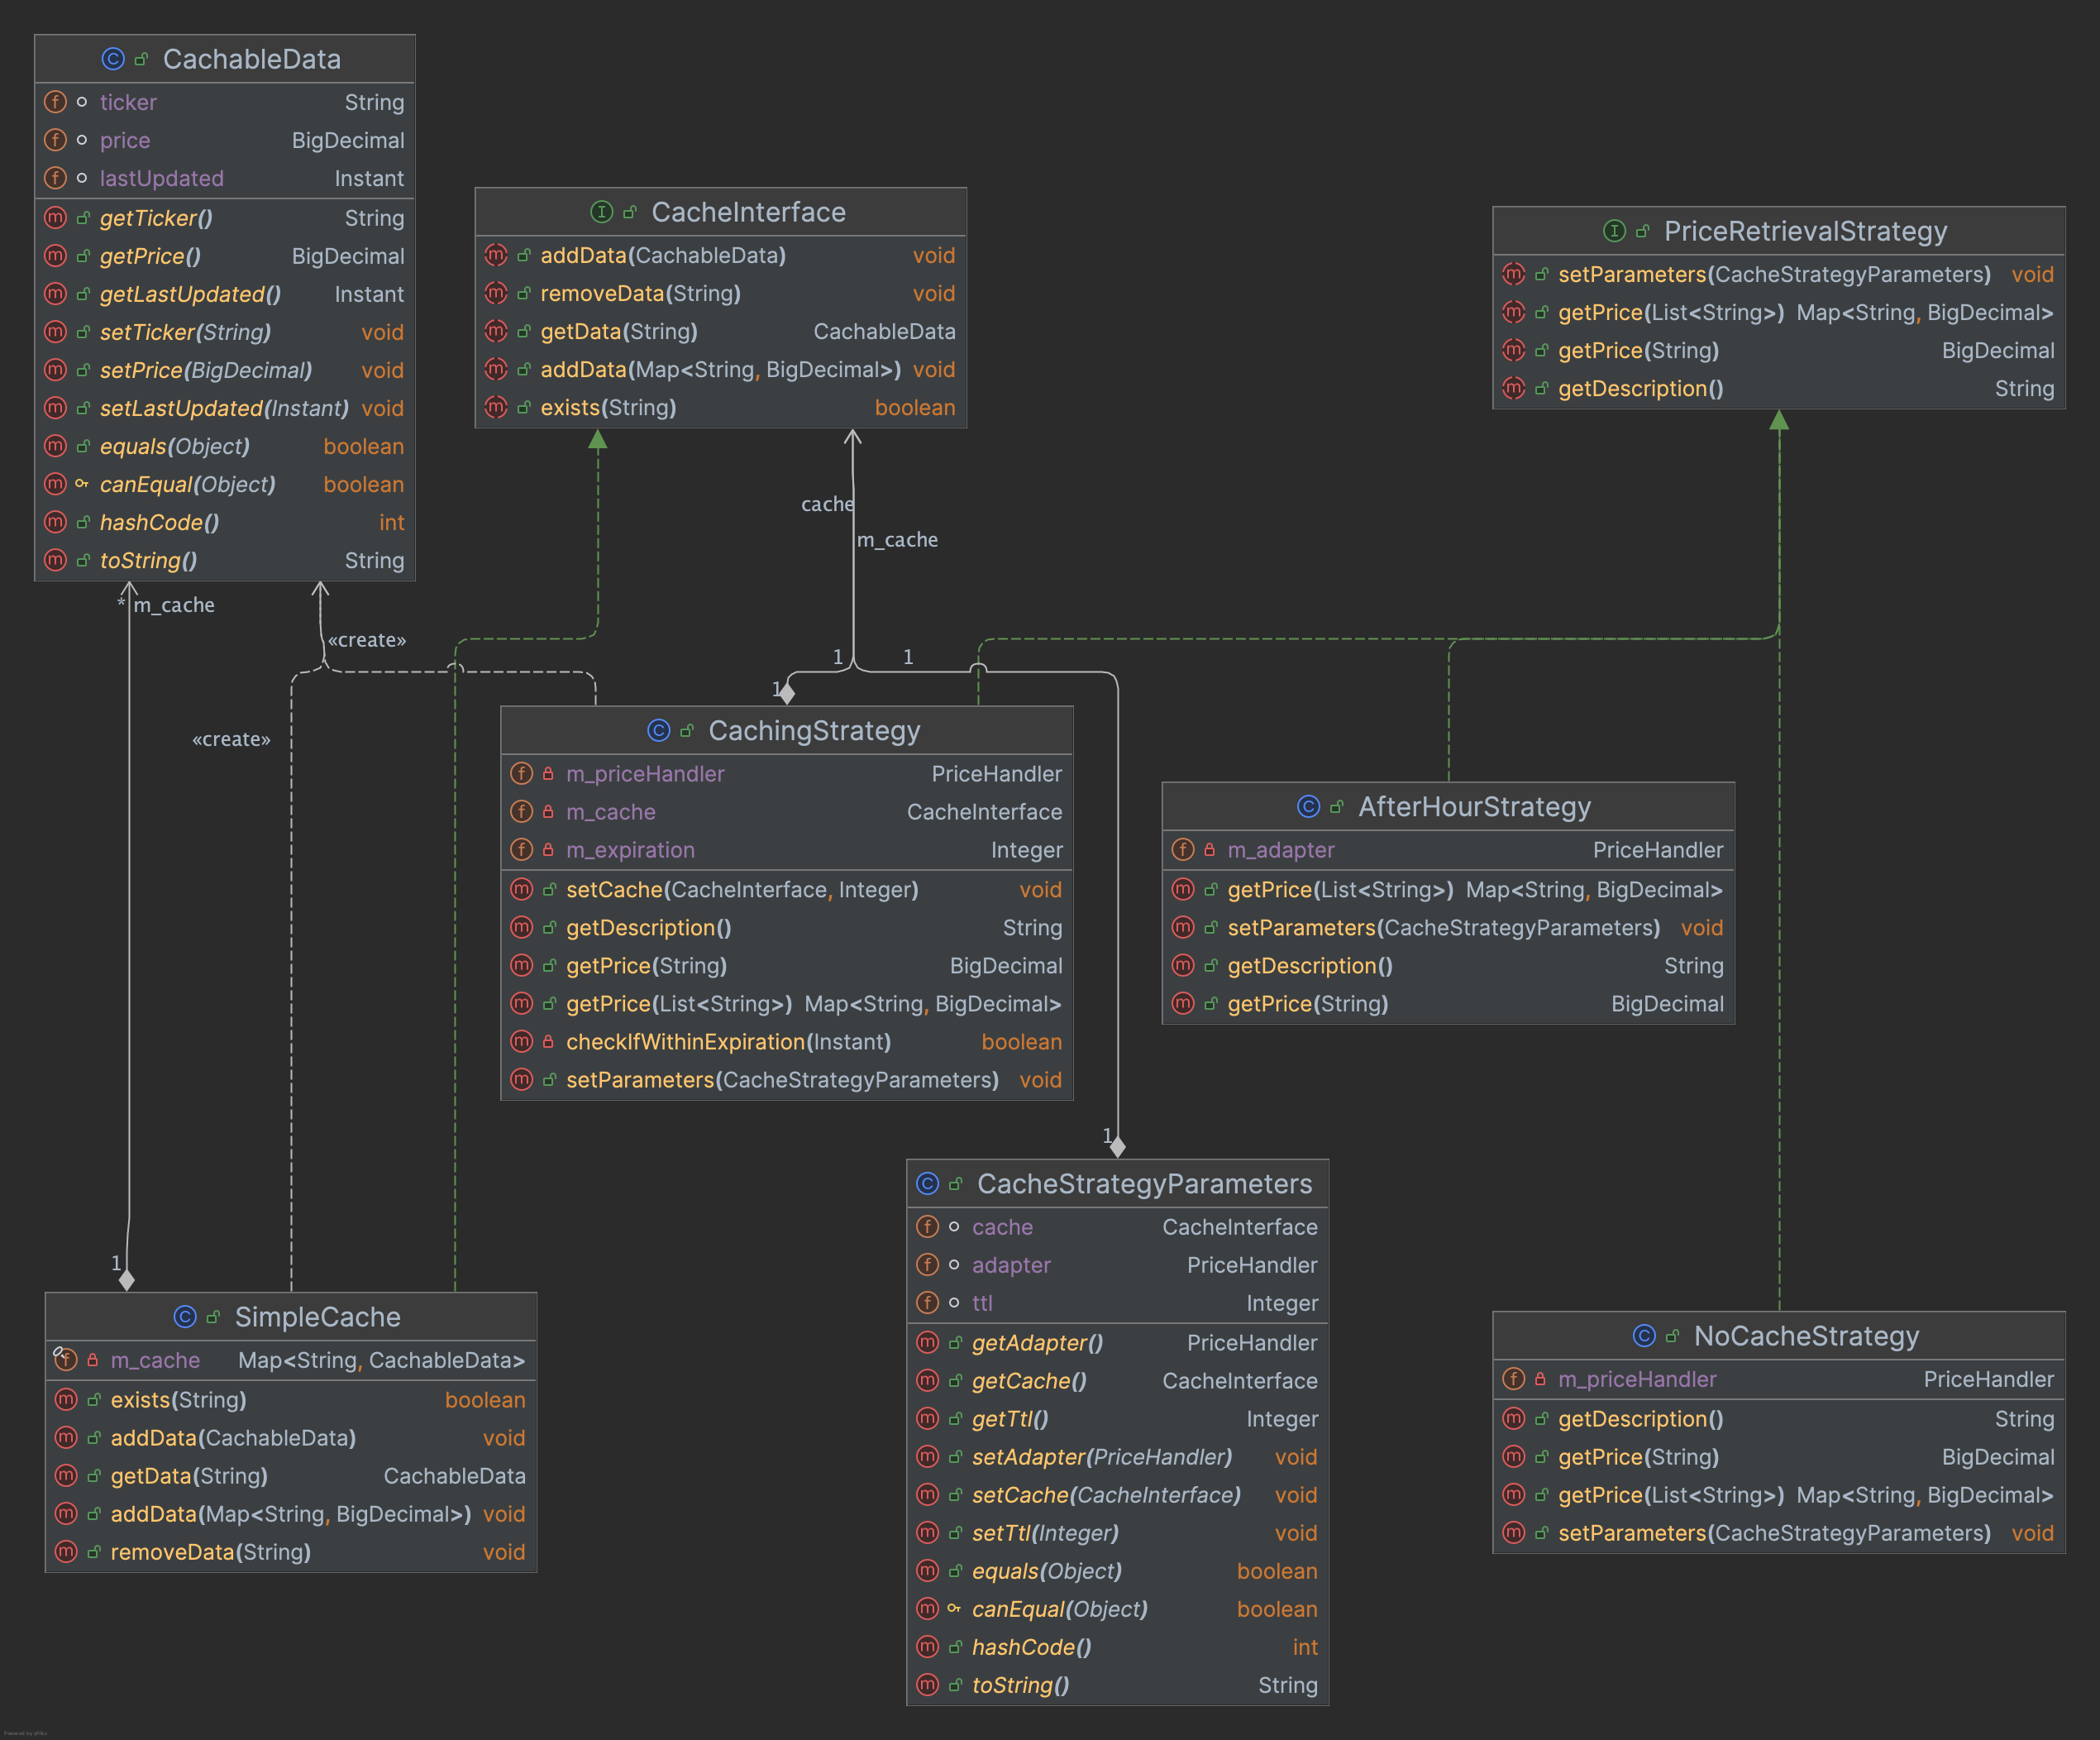 CachableData
ticker String
price BigDecimal
lastUpdated Instant
getTicker() String
getPrice() BigDecimal
getLastUpdated() Instant
setTicker(String) void
setPrice(BigDecimal) void
setLastUpdated(Instant) void
equals(Object) boolean
canEqual(Object) boolean
hashCode() int
toString() String
CacheInterface
addData(CachableData) void
removeData(String) void
getData(String) CachableData
addData(Map<String, BigDecimal>) void
exists(String) boolean
PriceRetrievalStrategy
setParameters(CacheStrategyParameters) void
getPrice(List<String>) Map<String, BigDecimal>
getPrice(String) BigDecimal
getDescription() String
cache
m_cache
* m_cache
«create»
1 1
1
«create»
CachingStrategy
m_priceHandler PriceHandler
m_cache CacheInterface
m_expiration Integer
setCache(CacheInterface, Integer) void
getDescription() String
getPrice(String) BigDecimal
getPrice(List<String>) Map<String, BigDecimal>
checkIfWithinExpiration(Instant) boolean
setParameters(CacheStrategyParameters) void
AfterHourStrategy
m_adapter PriceHandler
getPrice(List<String>) Map<String, BigDecimal>
setParameters(CacheStrategyParameters) void
getDescription() String
getPrice(String) BigDecimal
1
1
SimpleCache
m_cache Map<String, CachableData>
exists(String) boolean
addData(CachableData) void
getData(String) CachableData
addData(Map<String, BigDecimal>) void
removeData(String) void
CacheStrategyParameters
cache CacheInterface
adapter PriceHandler
ttl Integer
getAdapter() PriceHandler
getCache() CacheInterface
getTtl() Integer
setAdapter(PriceHandler) void
setCache(CacheInterface) void
setTtl(Integer) void
equals(Object) boolean
canEqual(Object) boolean
hashCode() int
toString() String
NoCacheStrategy
m_priceHandler PriceHandler
getDescription() String
getPrice(String) BigDecimal
getPrice(List<String>) Map<String, BigDecimal>
setParameters(CacheStrategyParameters) void
Powered by yFiles